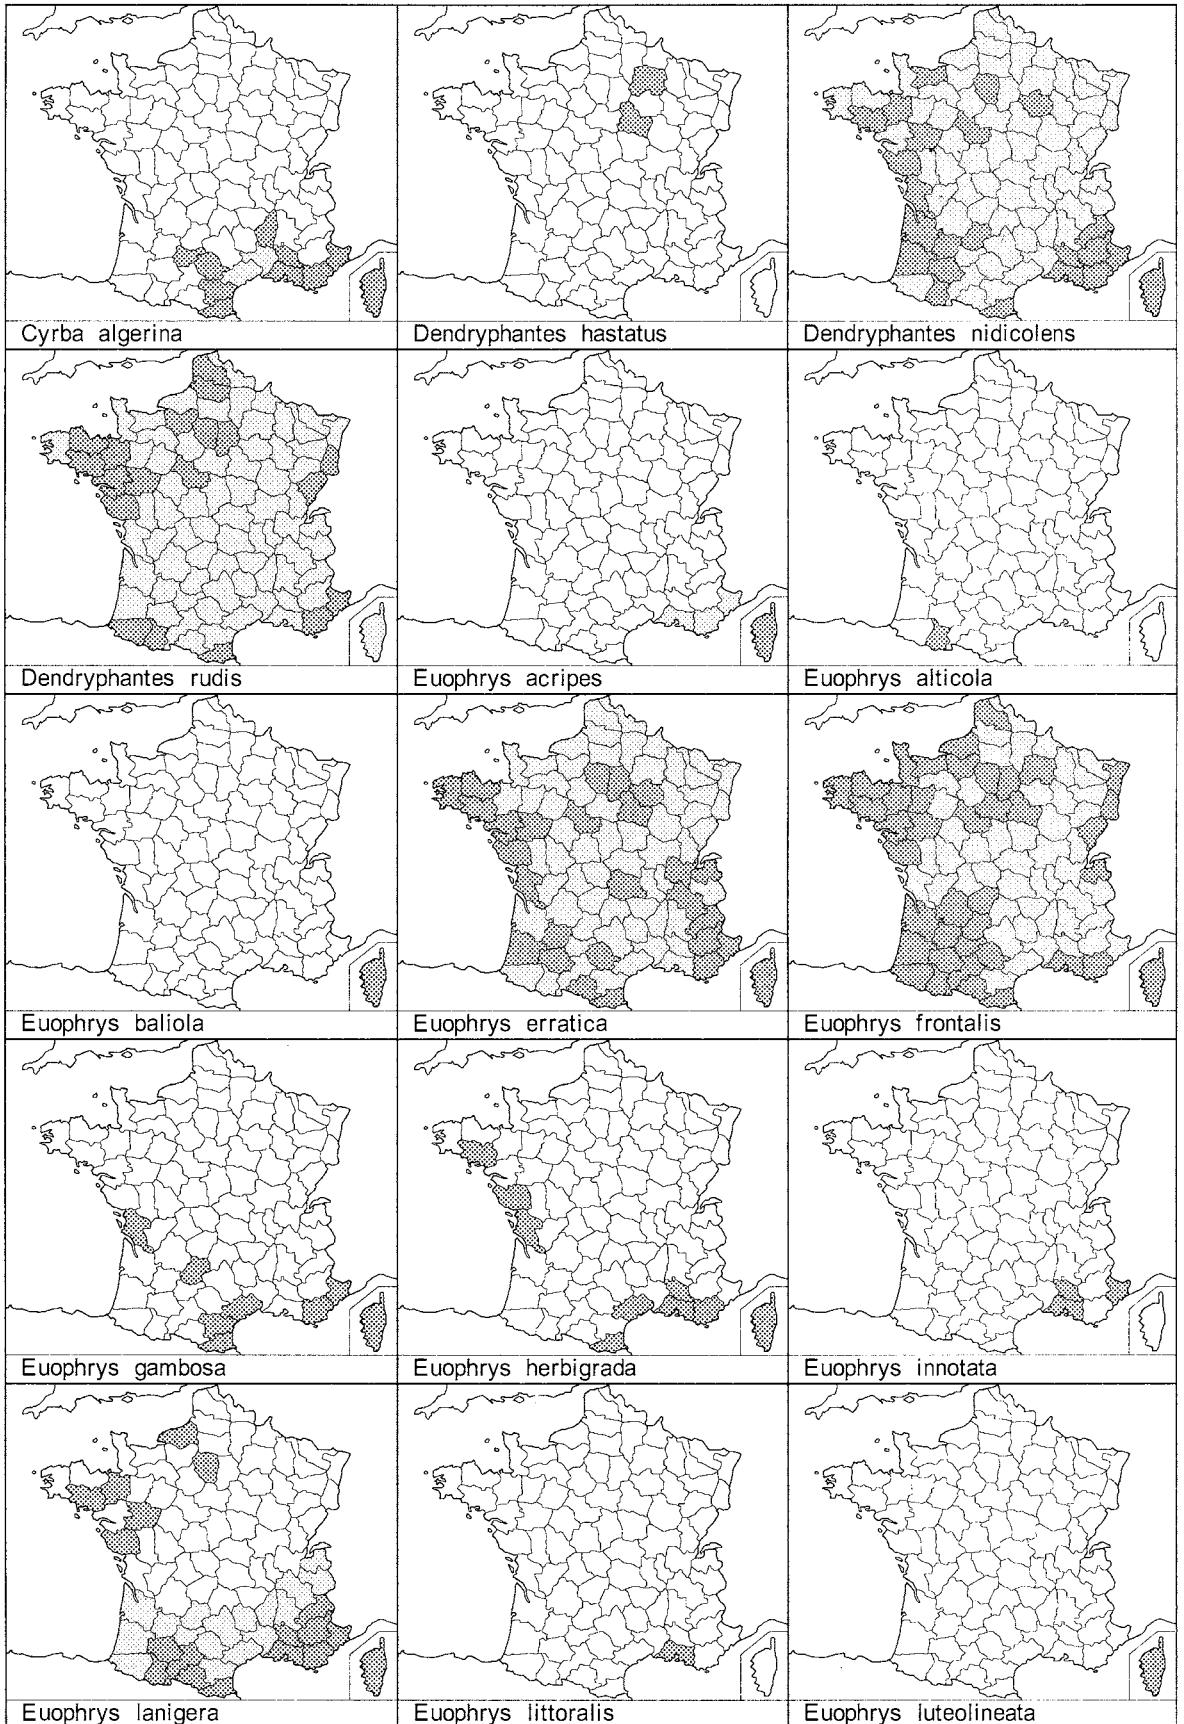 Cyrba algerina
Dendryphantes hastatus
Dendryphantes nidicolens
Dendryphantes rudis
Euophrys acripes
Euophrys alticola
Euophrys baliola
Euophrys erratica
Euophrys frontalis
Euophrys gambosa
Euophrys herbigrada
Euophrys innotata
Euophrys lanigera
Euophrys littoralis
Euophrys luteolineata